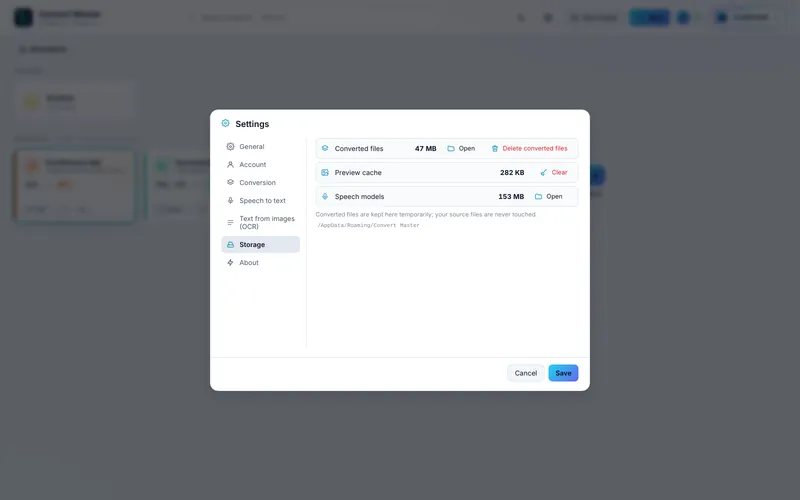 Settings
General
Account
Conversion
Speech to text
Text from images
(OCR)
Storage
About
Converted files 47 MB Open Delete converted files
Preview cache 282 KB Clear
Speech models 153 MB Open
Converted files are kept here temporarily; your source files are never touched.
/AppData/Roaming/Convert Master
Cancel Save